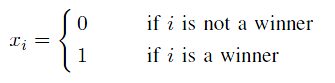 x_i = { 0 if i is not a winner
1 if i is a winner